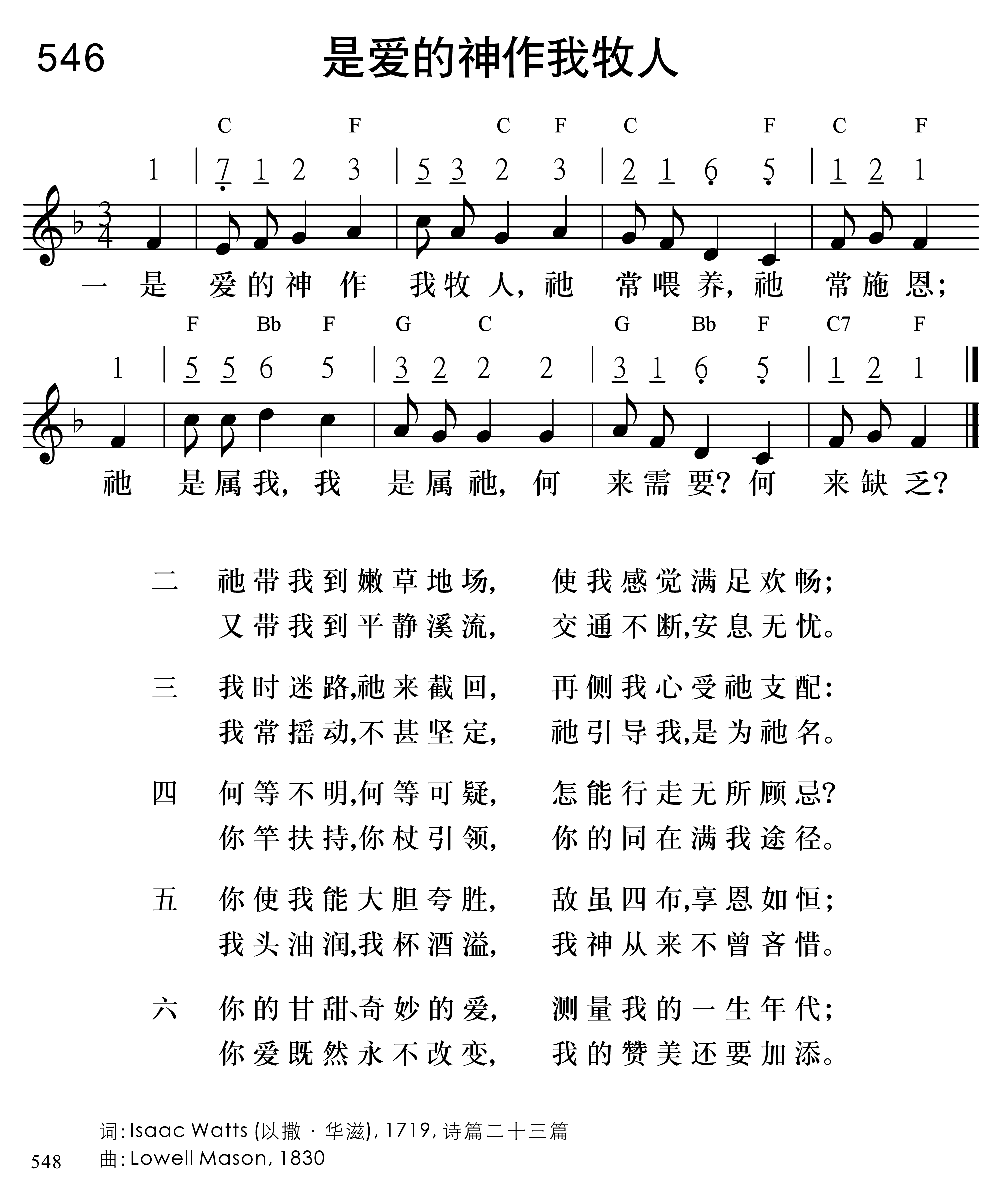 546 是爱的神作我牧人
C F C F C F C F
1 | 7 1 2 3 | 5 3 2 3 | 2 1 6 5 | 1 2 1
3
4
一 是 爱的神作 我牧人,祂 常喂养,祂 常施恩;
F Bb F G C G Bb F C7 F
1 | 5 5 6 5 | 3 2 2 2 | 3 1 6 5 | 1 2 1
祂 是属我,我 是属祂,何 来需要?何 来缺乏?
二 祂带我到嫩草地场, 使我感觉满足欢畅;
又带我到平静溪流, 交通不断,安息无忧。
三 我时迷路,祂来截回, 再侧我心受祂支配:
我常摇动,不甚坚定, 祂引导我,是为祂名。
四 何等不明,何等可疑, 怎能行走无所顾忌?
你竿扶持,你杖引领, 你的同在满我途径。
五 你使我能大胆夸胜, 敌虽四布,享恩如恒;
我头油润,我杯酒溢, 我神从来不曾吝惜。
六 你的甘甜、奇妙的爱, 测量我的一生年代;
你爱既然永不改变, 我的赞美还要加添。
词: Isaac Watts (以撒·华滋), 1719, 诗篇二十三篇
曲: Lowell Mason, 1830
548